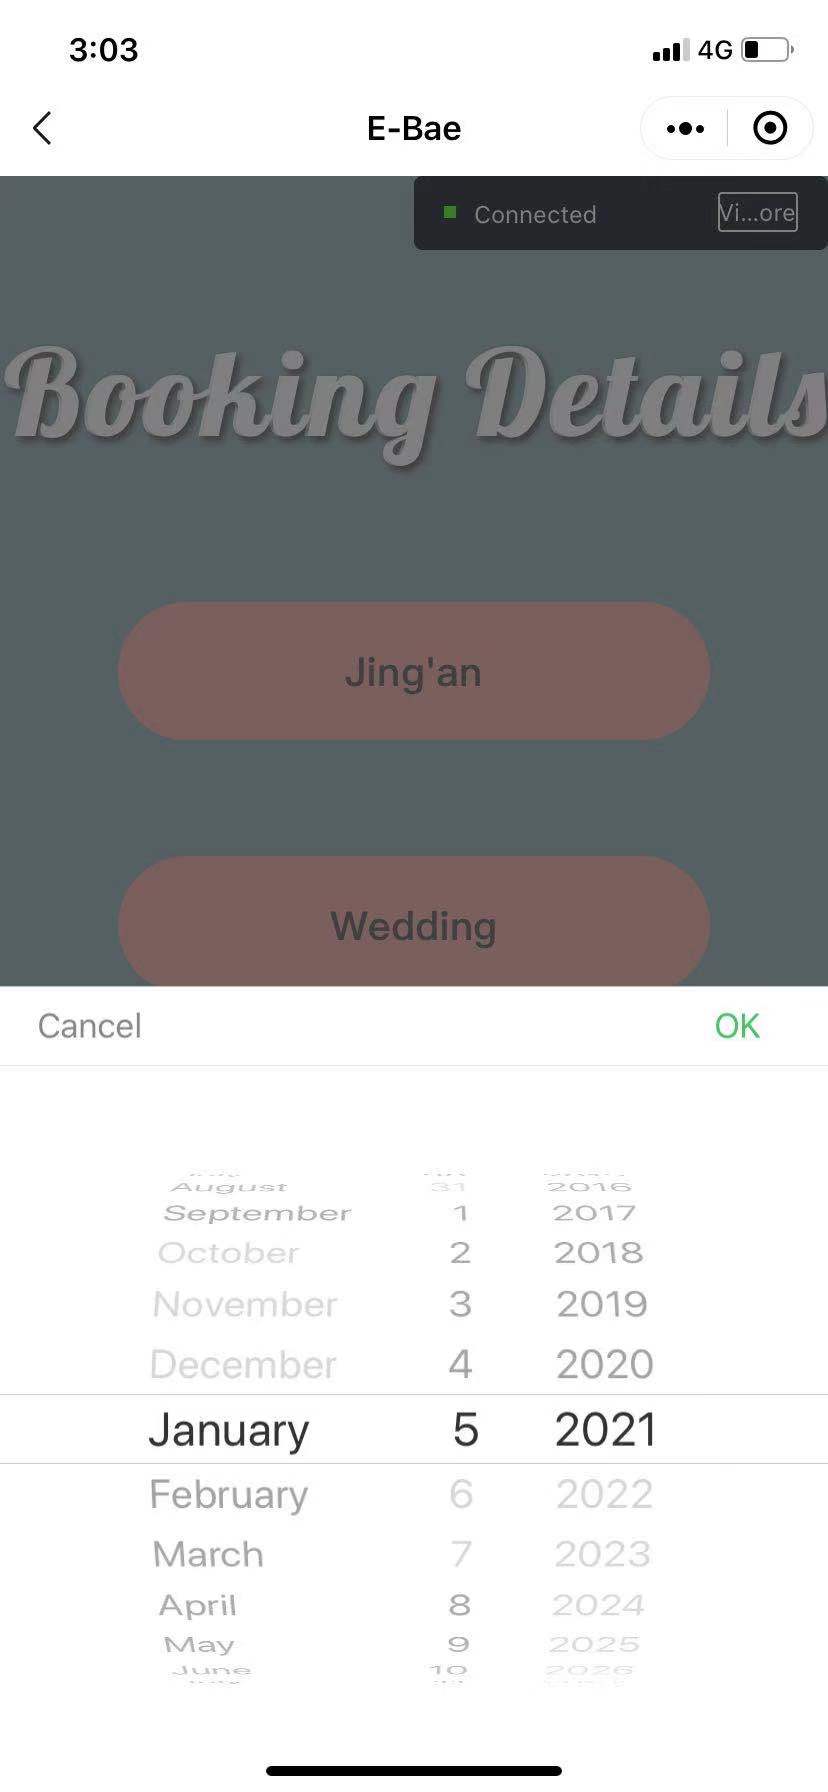 3:03 4G
E-Bae
Connected Vi...ore
Booking Details
Jing'an
Wedding
Cancel OK
August 31 2016
September 1 2017
October 2 2018
November 3 2019
December 4 2020
January 5 2021
February 6 2022
March 7 2023
April 8 2024
May 9 2025
June 10 2026